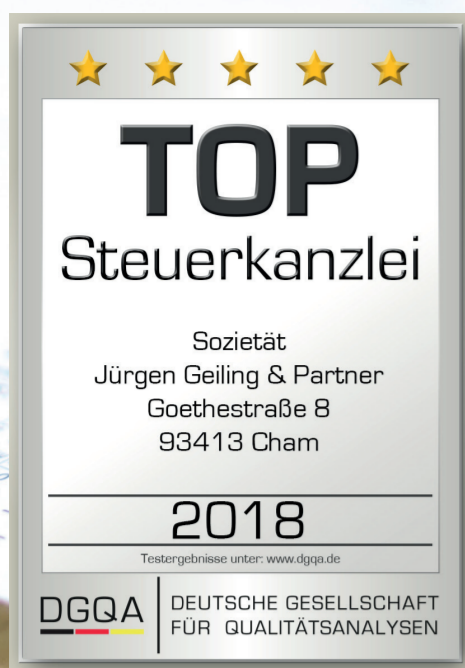 TOP
Steuerkanzlei
Sozietät
Jürgen Geiling & Partner
Goethestraße 8
93413 Cham
2018
Testergebnisse unter: www.dgqa.de
DGQA
DEUTSCHE GESELLSCHAFT
FÜR QUALITÄTSANALYSEN